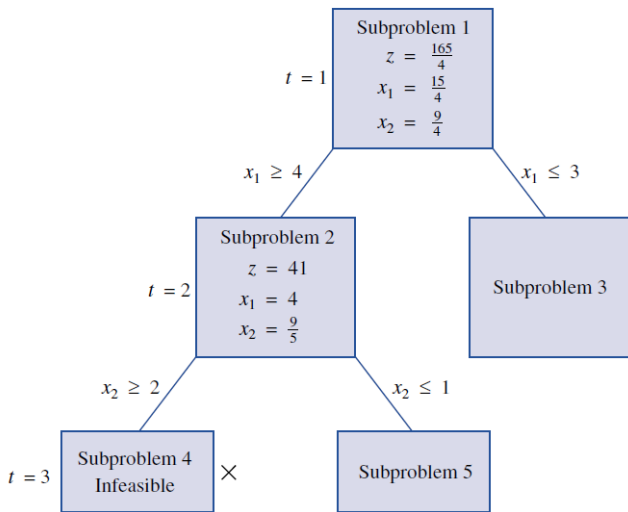 Subproblem 1
z = 165/4
t = 1
x₁ = 15/4
x₂ = 9/4
x₁ ≥ 4
x₁ ≤ 3
Subproblem 2
z = 41
t = 2
x₁ = 4
x₂ = 9/5
Subproblem 3
x₂ ≥ 2
x₂ ≤ 1
t = 3
Subproblem 4
Infeasible
×
Subproblem 5